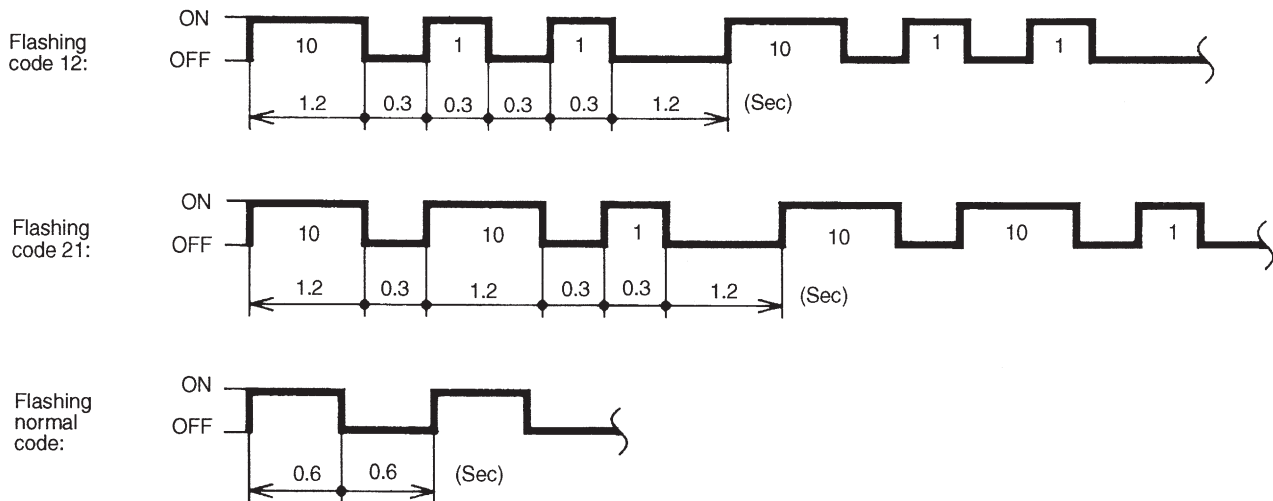 Flashing
code 12:
ON
OFF
10 1 1 10 1 1
1.2 0.3 0.3 0.3 0.3 1.2 (Sec)
Flashing
code 21:
ON
OFF
10 10 1 10 10 1
1.2 0.3 1.2 0.3 0.3 1.2 (Sec)
Flashing
normal
code:
ON
OFF
0.6 0.6 (Sec)